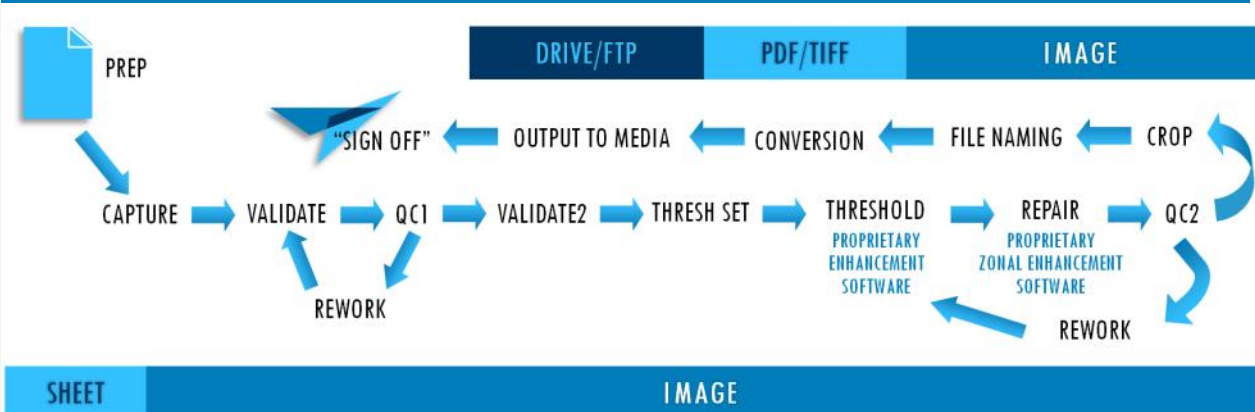 DRIVE/FTP
PDF/TIFF
IMAGE
PREP
"SIGN OFF"
OUTPUT TO MEDIA
CONVERSION
FILE NAMING
CROP
CAPTURE
VALIDATE
QC1
VALIDATE2
THRESH SET
THRESHOLD
PROPRIETARY
ENHANCEMENT
SOFTWARE
REPAIR
PROPRIETARY
ZONAL ENHANCEMENT
SOFTWARE
QC2
REWORK
REWORK
SHEET
IMAGE